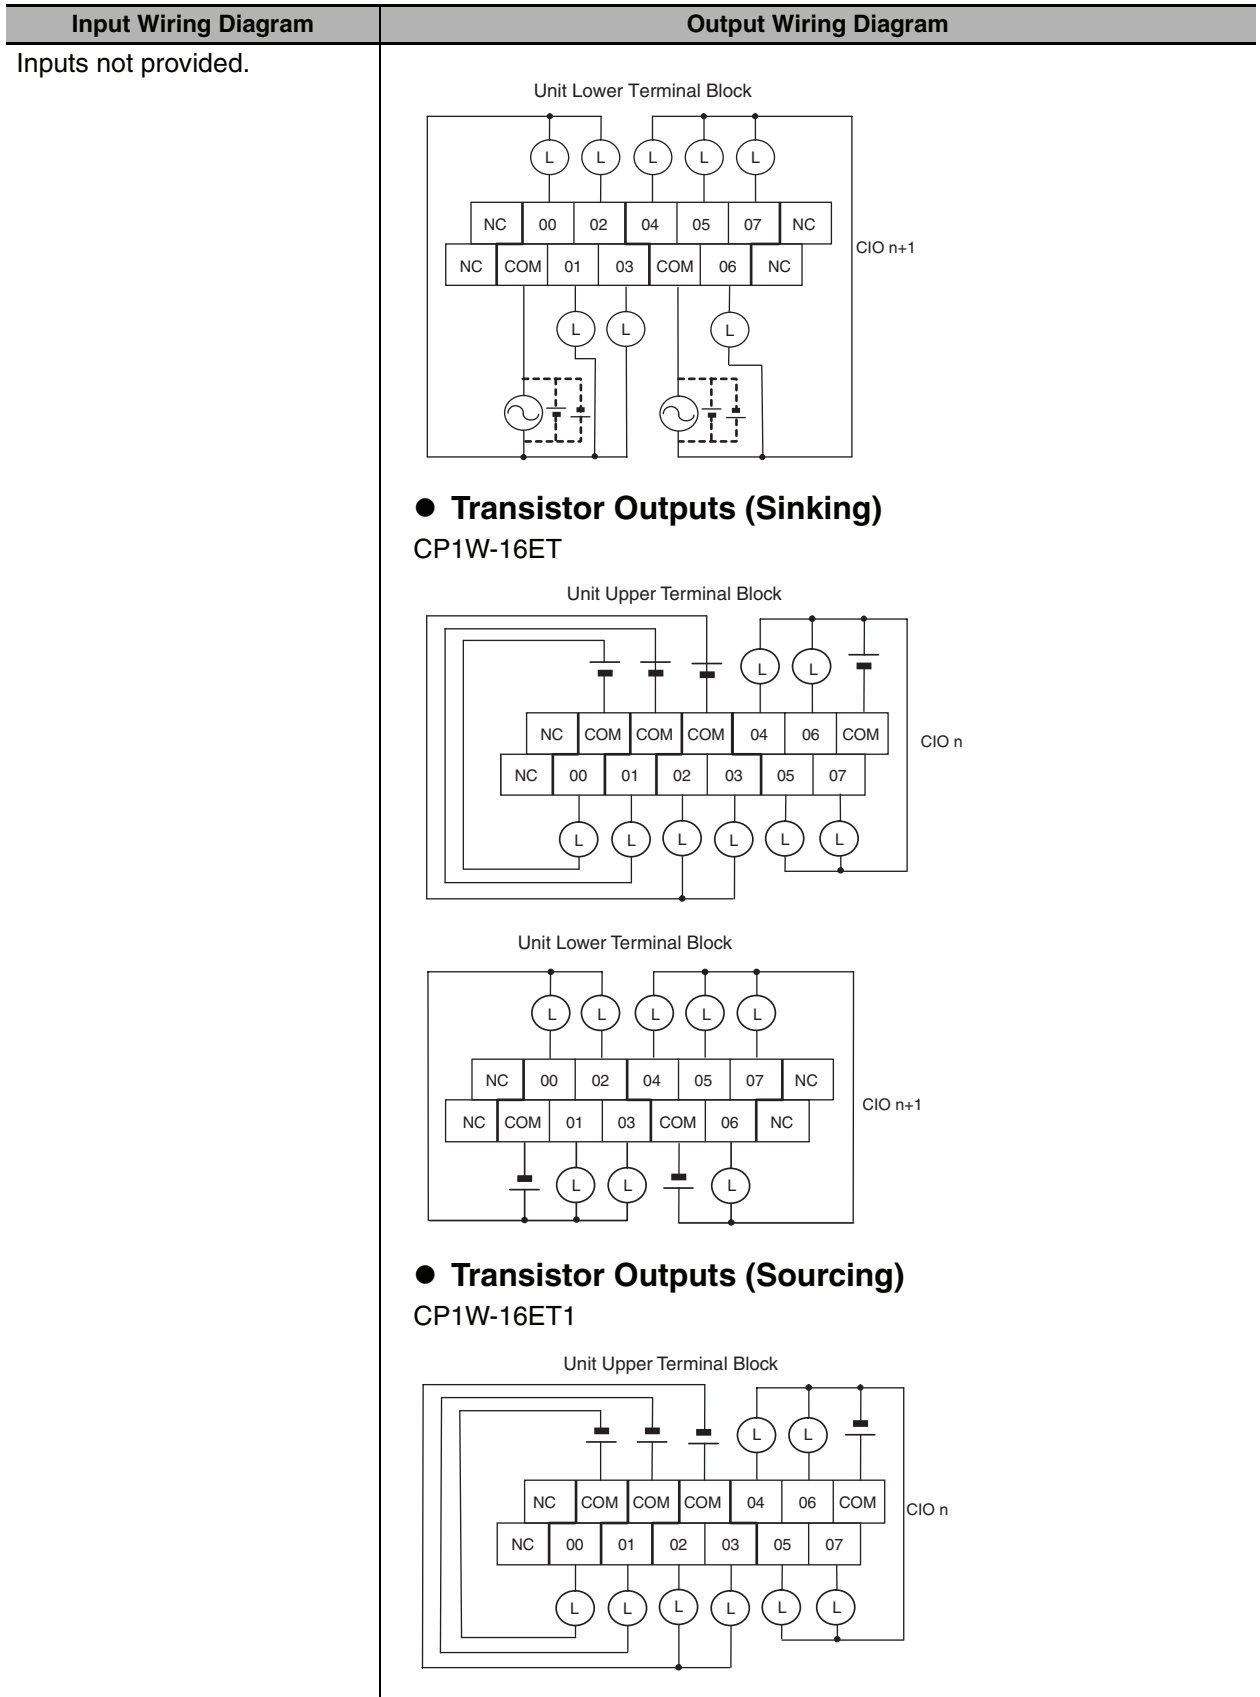 Input Wiring Diagram Output Wiring Diagram
Inputs not provided.
Unit Lower Terminal Block
L L L L L
NC 00 02 04 05 07 NC
CIO n+1
NC COM 01 03 COM 06 NC
L L L
● Transistor Outputs (Sinking)
CP1W-16ET
Unit Upper Terminal Block
L L
NC COM COM COM 04 06 COM
CIO n
NC 00 01 02 03 05 07
L L L L L L
Unit Lower Terminal Block
L L L L L
NC 00 02 04 05 07 NC
CIO n+1
NC COM 01 03 COM 06 NC
L L L
● Transistor Outputs (Sourcing)
CP1W-16ET1
Unit Upper Terminal Block
L L
NC COM COM COM 04 06 COM
CIO n
NC 00 01 02 03 05 07
L L L L L L